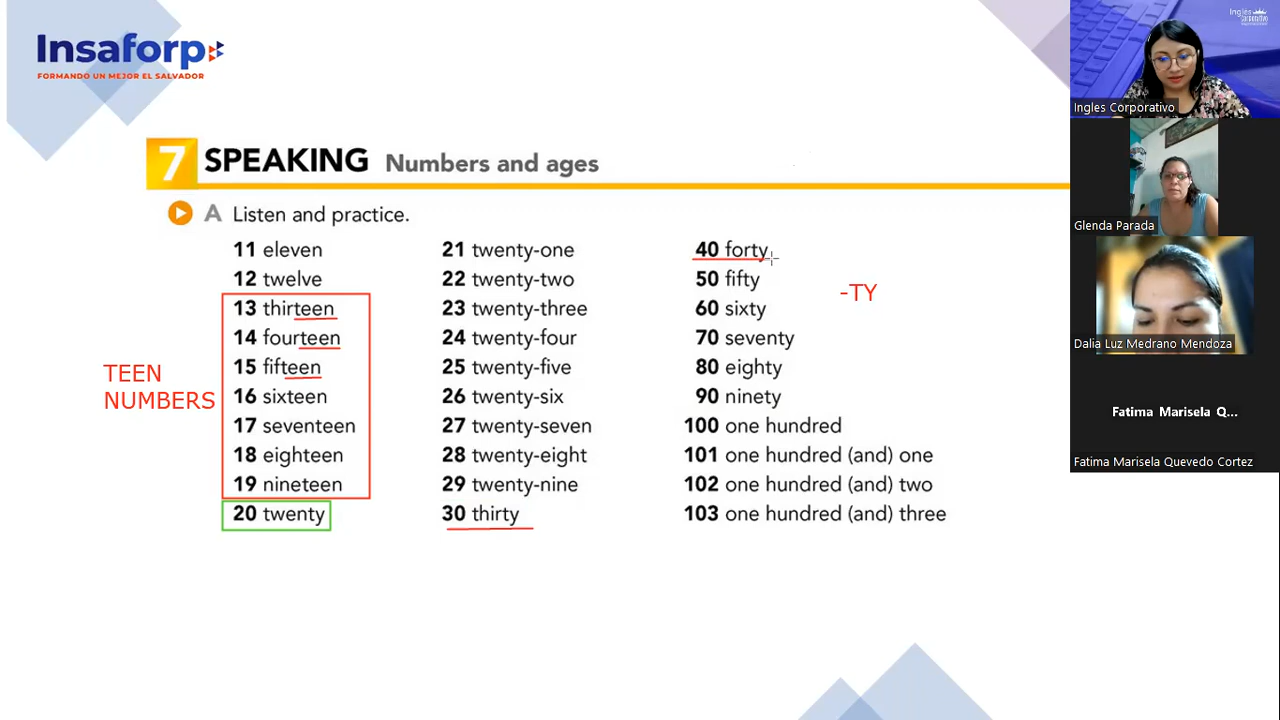 Insaforp
FORMANDO UN MEJOR EL SALVADOR
7 SPEAKING Numbers and ages
A Listen and practice.
11 eleven
12 twelve
13 thirteen
14 fourteen
15 fifteen
16 sixteen
17 seventeen
18 eighteen
19 nineteen
20 twenty
TEEN
NUMBERS
21 twenty-one
22 twenty-two
23 twenty-three
24 twenty-four
25 twenty-five
26 twenty-six
27 twenty-seven
28 twenty-eight
29 twenty-nine
30 thirty
40 forty
50 fifty
60 sixty
70 seventy
80 eighty
90 ninety
100 one hundred
101 one hundred (and) one
102 one hundred (and) two
103 one hundred (and) three
-TY
Ingles
Ingles Corporativo
Glenda Parada
Dalia Luz Medrano Mendoza
Fatima Marisela Q...
Fatima Marisela Quevedo Cortez